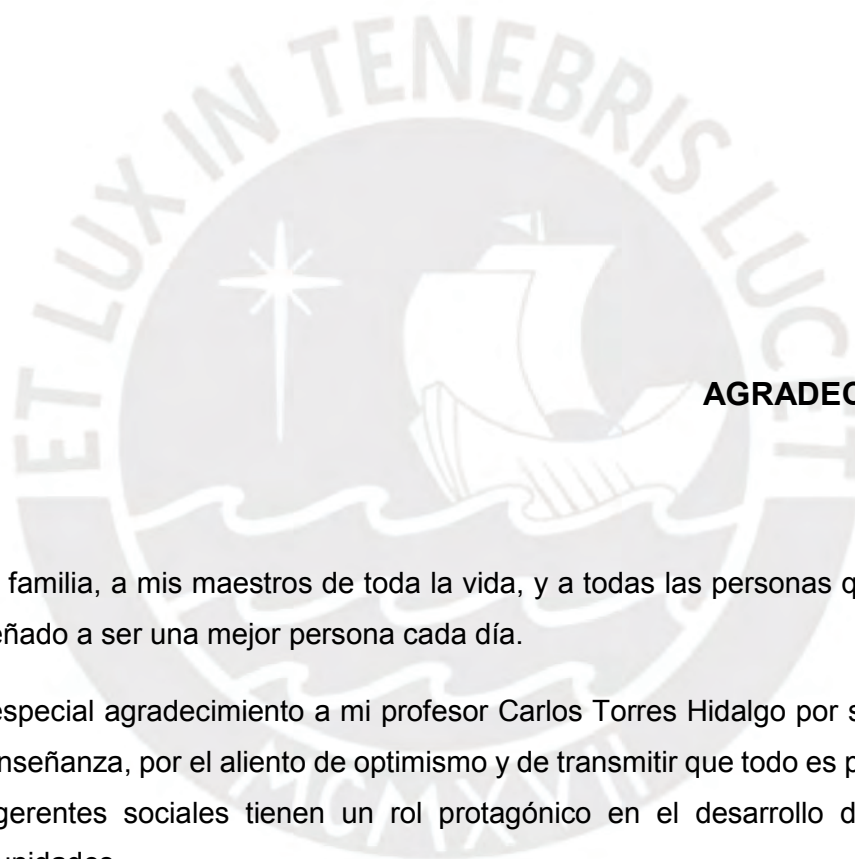 ET LUX IN TENEBRIS LUCET
AGRADEC
familia, a mis maestros de toda la vida, y a todas las personas q
eñado a ser una mejor persona cada día.
especial agradecimiento a mi profesor Carlos Torres Hidalgo por s
nseñanza, por el aliento de optimismo y de transmitir que todo es p
gerentes sociales tienen un rol protagónico en el desarrollo d
MCMXVII